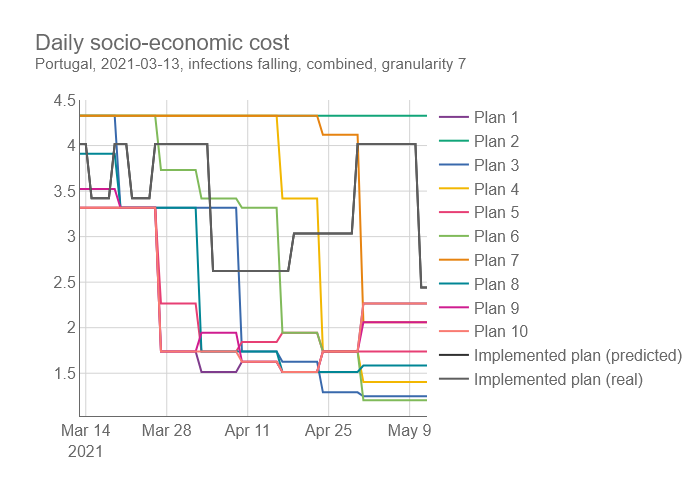 Daily socio-economic cost
Portugal, 2021-03-13, infections falling, combined, granularity 7
4.5
4
3.5
3
2.5
2
1.5
Mar 14
2021
Mar 28
Apr 11
Apr 25
May 9
Plan 1
Plan 2
Plan 3
Plan 4
Plan 5
Plan 6
Plan 7
Plan 8
Plan 9
Plan 10
Implemented plan (predicted)
Implemented plan (real)